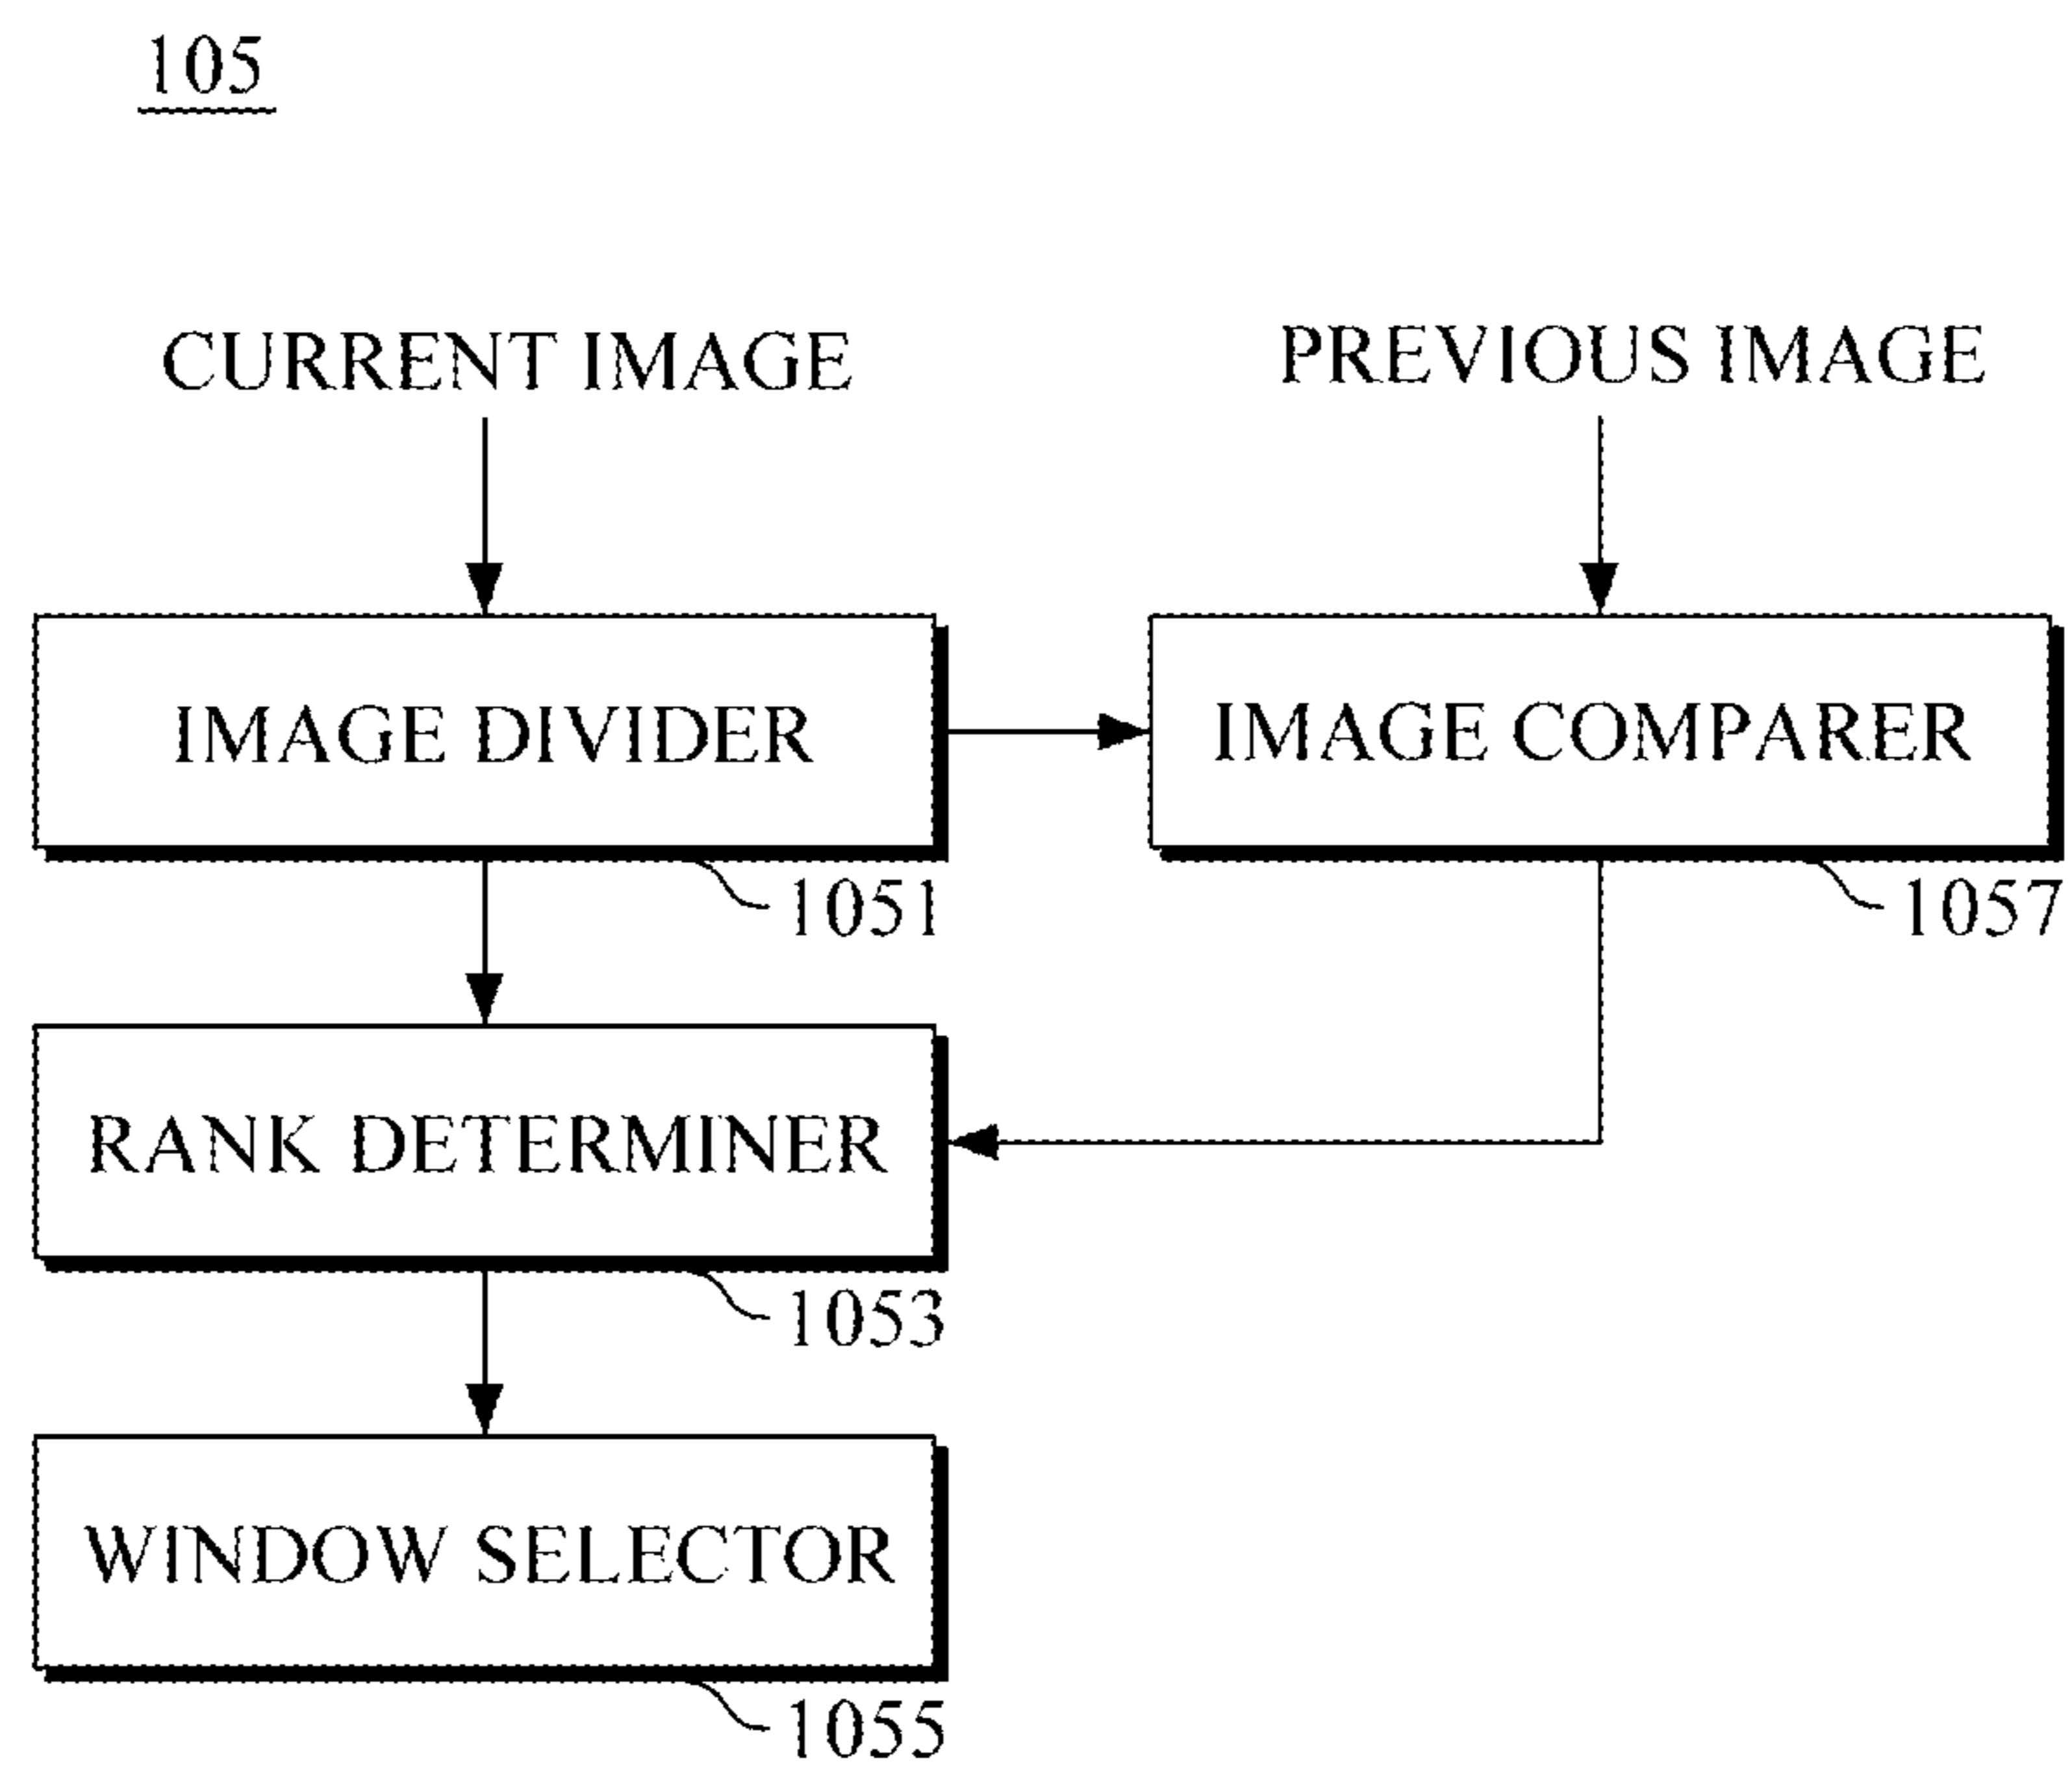 105
CURRENT IMAGE
PREVIOUS IMAGE
IMAGE DIVIDER
IMAGE COMPARER
1051
1057
RANK DETERMINER
1053
WINDOW SELECTOR
1055